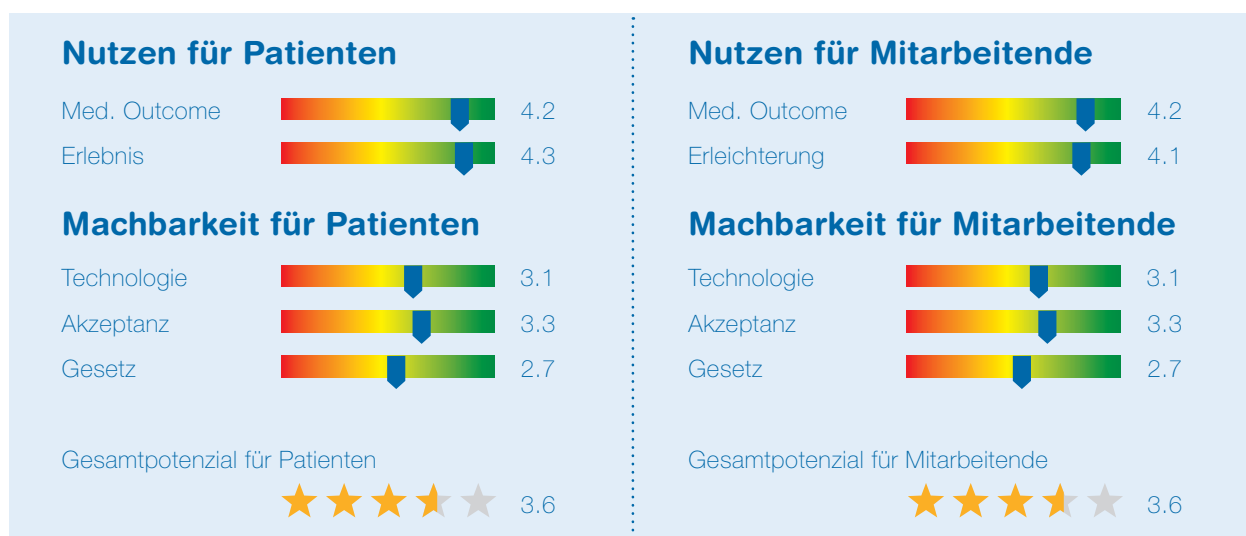 Nutzen für Patienten
Med. Outcome 4.2
Erlebnis 4.3
Machbarkeit für Patienten
Technologie 3.1
Akzeptanz 3.3
Gesetz 2.7
Gesamtpotenzial für Patienten
3.6
Nutzen für Mitarbeitende
Med. Outcome 4.2
Erleichterung 4.1
Machbarkeit für Mitarbeitende
Technologie 3.1
Akzeptanz 3.3
Gesetz 2.7
Gesamtpotenzial für Mitarbeitende
3.6